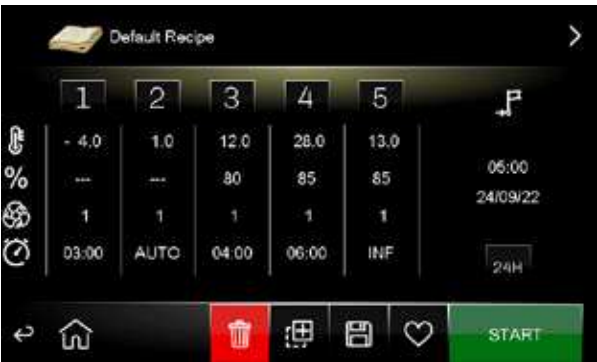 Default Recipe
1 2 3 4 5
- 4.0 1.0 12.0 28.0 13.0
% --- --- 80 85 85
1 1 1 1 1
03:00 AUTO 04:00 06:00 INF
05:00
24/09/22
24H
START